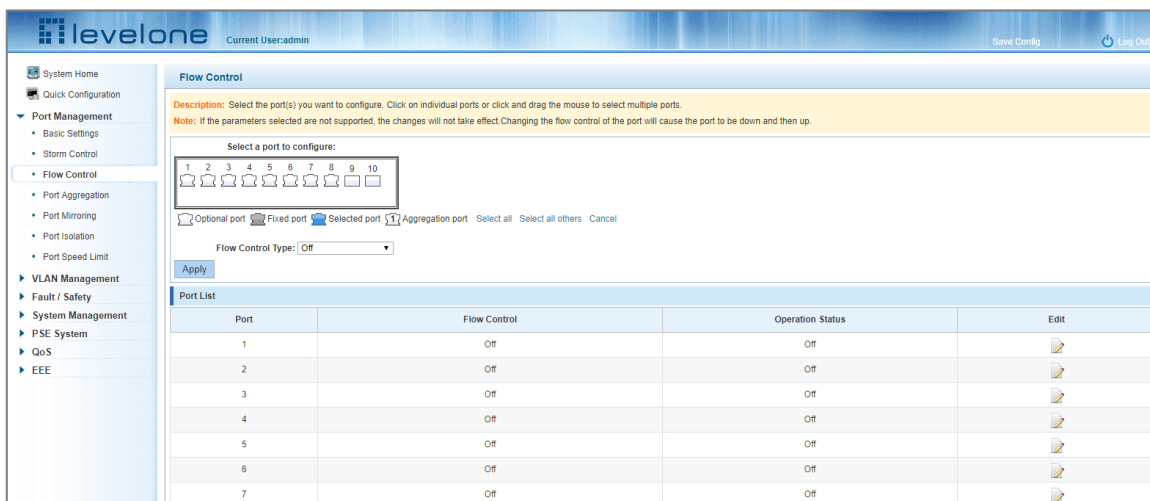 levelone Current User:admin Save Config Log Out
System Home
Quick Configuration
Port Management
Basic Settings
Storm Control
Flow Control
Port Aggregation
Port Mirroring
Port Isolation
Port Speed Limit
VLAN Management
Fault / Safety
System Management
PSE System
QoS
EEE
Flow Control
Description: Select the port(s) you want to configure. Click on individual ports or click and drag the mouse to select multiple ports.
Note: If the parameters selected are not supported, the changes will not take effect.Changing the flow control of the port will cause the port to be down and then up.
Select a port to configure:
1 2 3 4 5 6 7 8 9 10
Optional port Fixed port Selected port 1 Aggregation port Select all Select all others Cancel
Flow Control Type: Off
Apply
Port List
Port Flow Control Operation Status Edit
1 Off Off
2 Off Off
3 Off Off
4 Off Off
5 Off Off
6 Off Off
7 Off Off